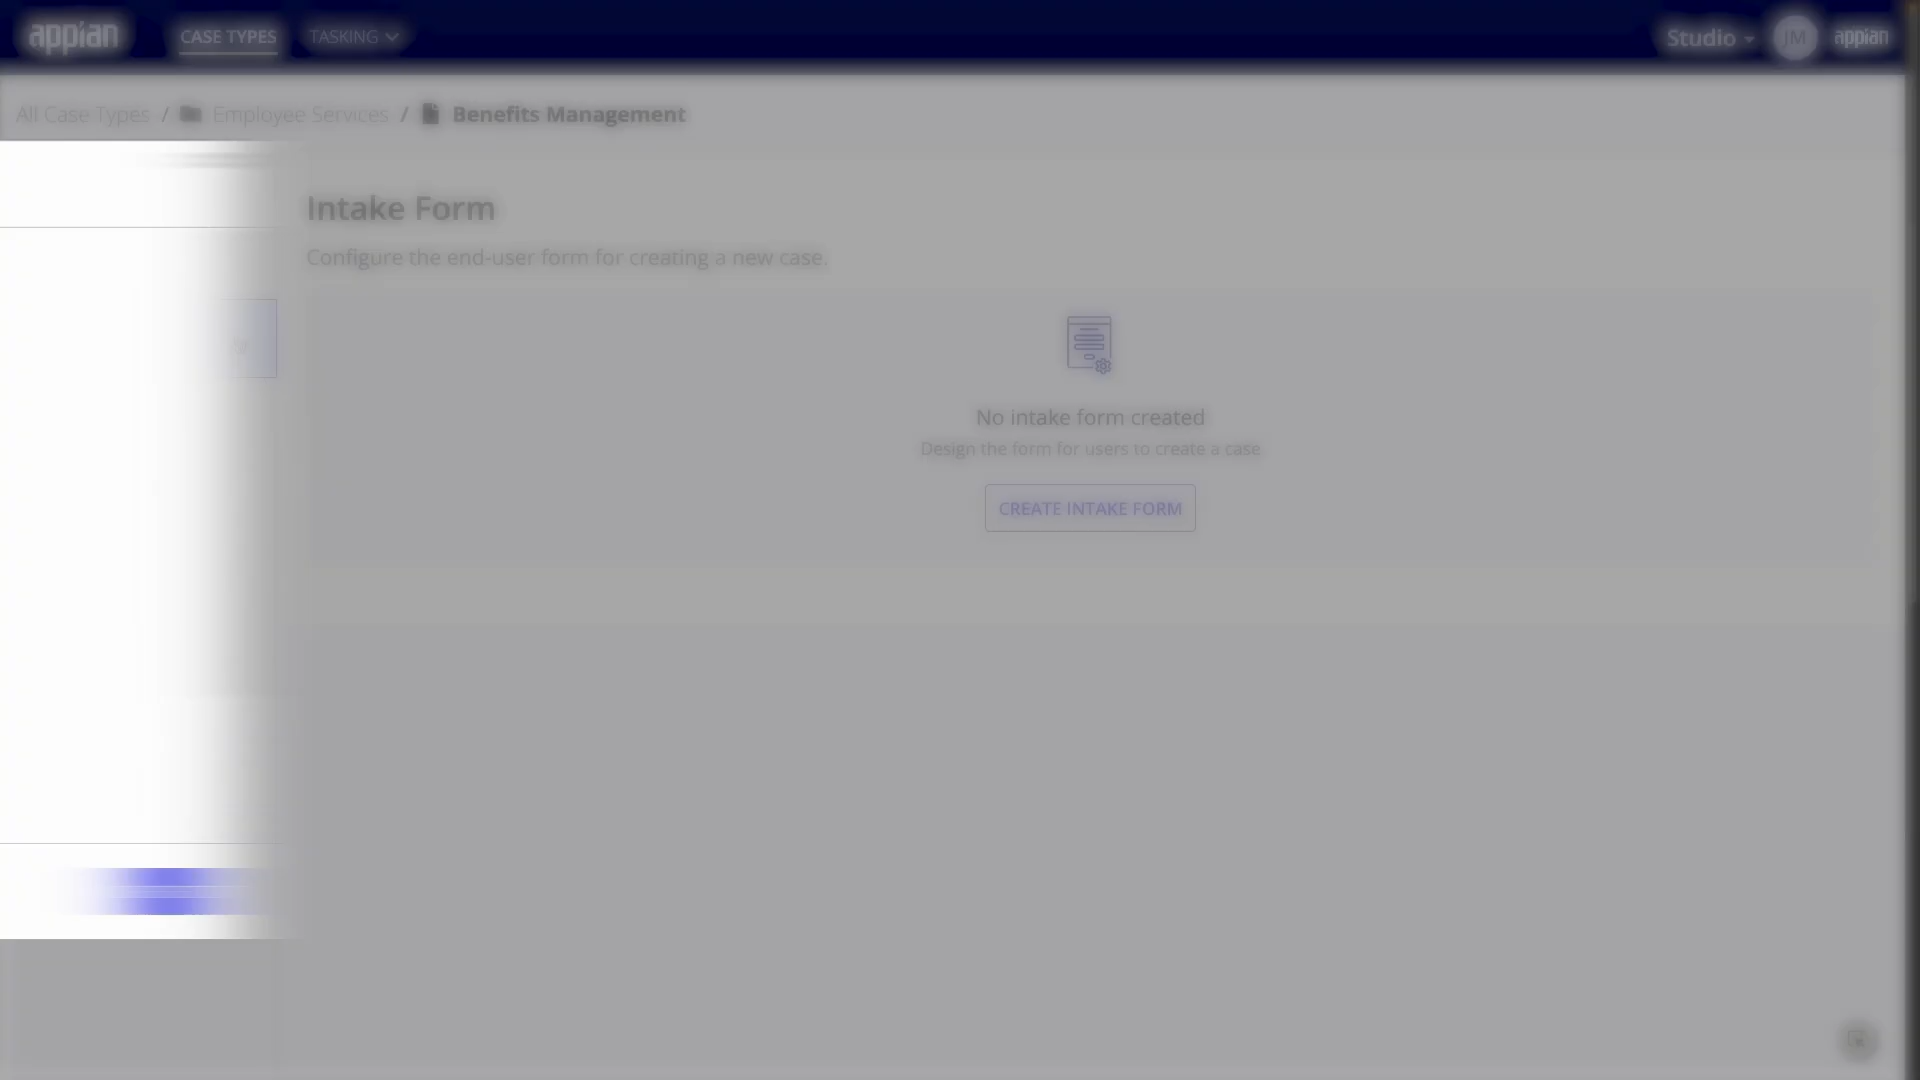 appian
CASE TYPES
TASKING
Studio
JM
appian
All Case Types / Employee Services / Benefits Management
Intake Form
Configure the end-user form for creating a new case.
No intake form created
Design the form for users to create a case
CREATE INTAKE FORM